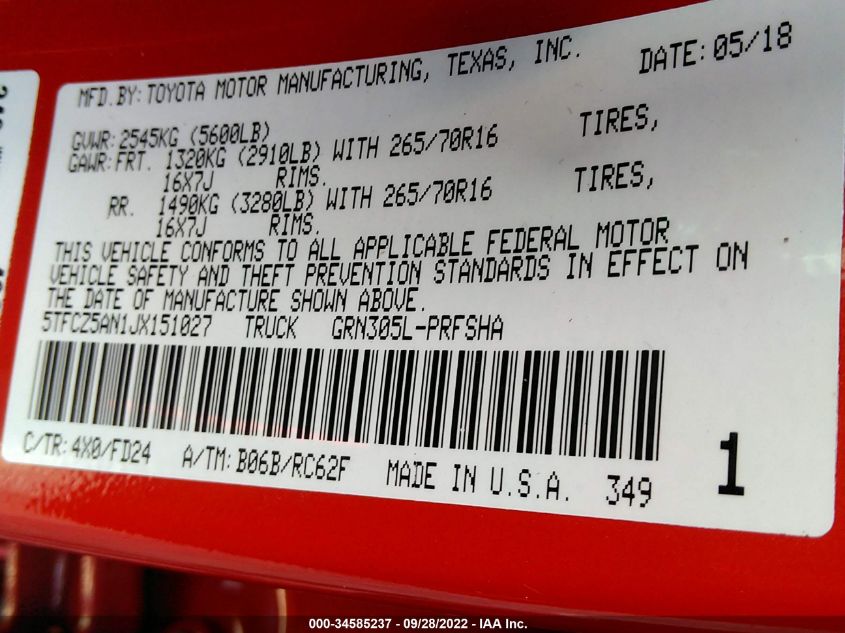 MFD.BY:TOYOTA MOTOR MANUFACTURING, TEXAS, INC. DATE:05/18
GVWR:2545KG (5600LB)
GAWR:FRT. 1320KG (2910LB) WITH 265/70R16 TIRES,
16X7J RIMS.
RR. 1490KG (3280LB) WITH 265/70R16 TIRES,
16X7J RIMS.
THIS VEHICLE CONFORMS TO ALL APPLICABLE FEDERAL MOTOR
VEHICLE SAFETY AND THEFT PREVENTION STANDARDS IN EFFECT ON
THE DATE OF MANUFACTURE SHOWN ABOVE.
5TFCZ5AN1JX151027 TRUCK GRN305L-PRFSHA
C/TR:4X0/FD24 A/TM:B06B/RC62F MADE IN U.S.A. 349 1
000-34585237 - 09/28/2022 - IAA Inc.